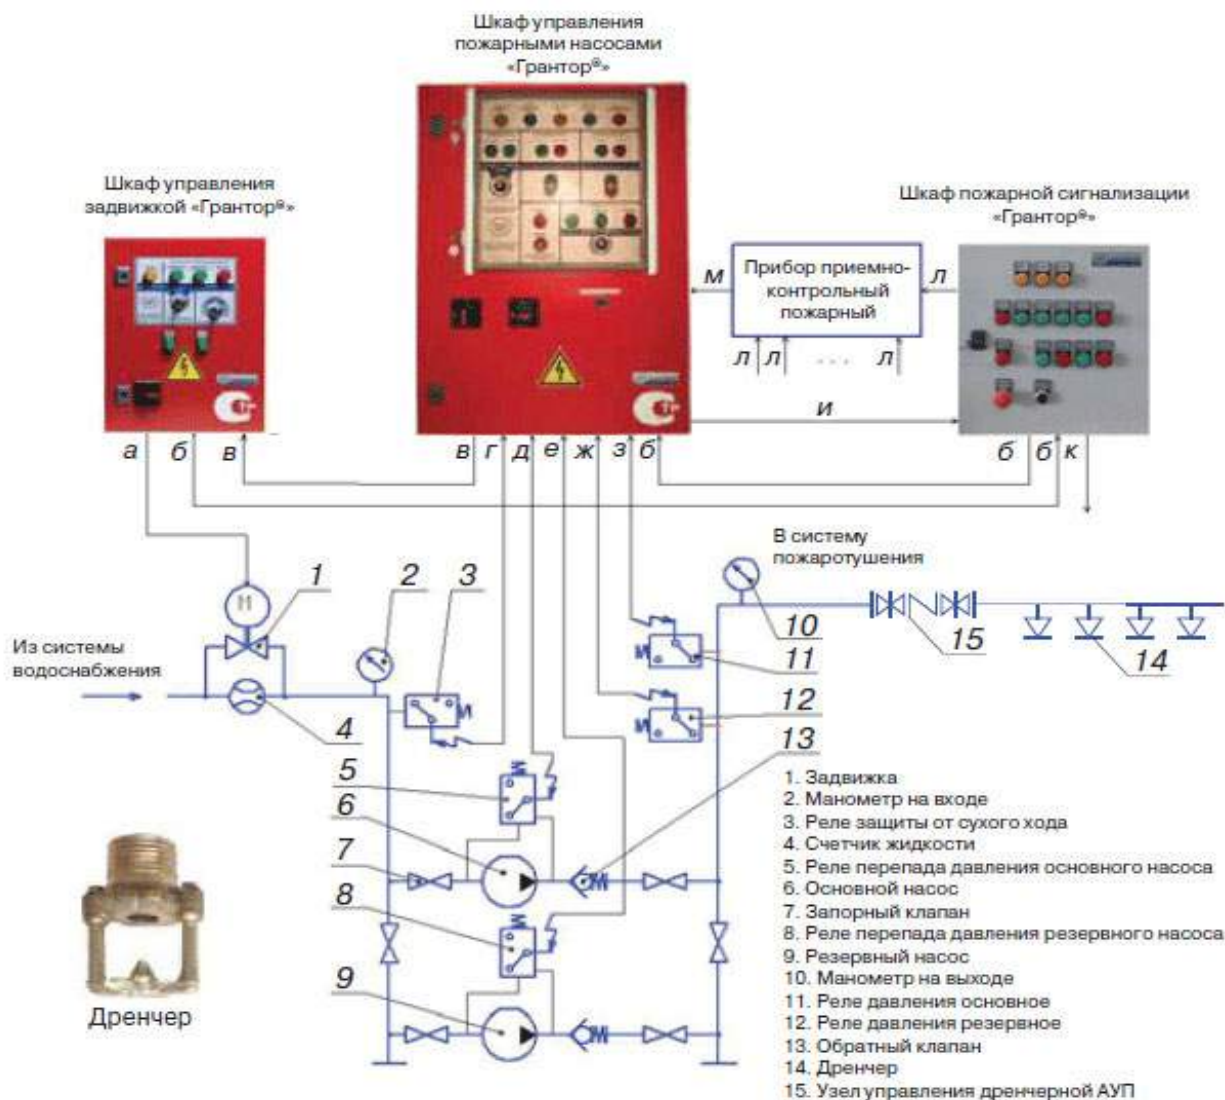 Шкаф управления
пожарными насосами
«Грантор®»
Шкаф управления
задвижкой «Грантор®»
Шкаф пожарной сигнализации
«Грантор®»
Прибор приемно-
контрольный
пожарный
м
л
л л . . . л
и
а б в
в г д е ж з б
б б к
В систему
пожаротушения
Из системы
водоснабжения
М
1
2
3
4
5
6
7
8
9
10
11
12
13
14
15
Дренчер
1. Задвижка
2. Манометр на входе
3. Реле защиты от сухого хода
4. Счетчик жидкости
5. Реле перепада давления основного насоса
6. Основной насос
7. Запорный клапан
8. Реле перепада давления резервного насоса
9. Резервный насос
10. Манометр на выходе
11. Реле давления основное
12. Реле давления резервное
13. Обратный клапан
14. Дренчер
15. Узел управления дренчерной АУП